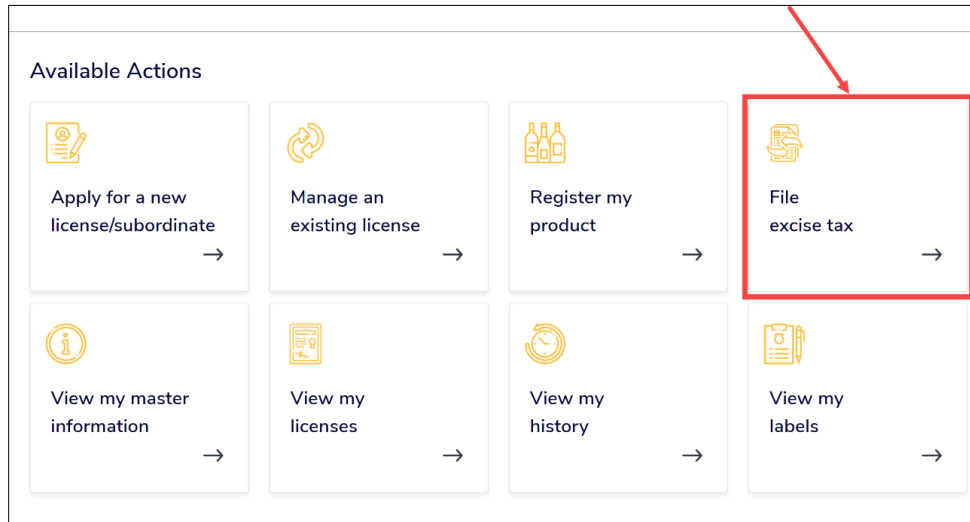 Available Actions
Apply for a new
license/subordinate
Manage an
existing license
Register my
product
File
excise tax
View my master
information
View my
licenses
View my
history
View my
labels